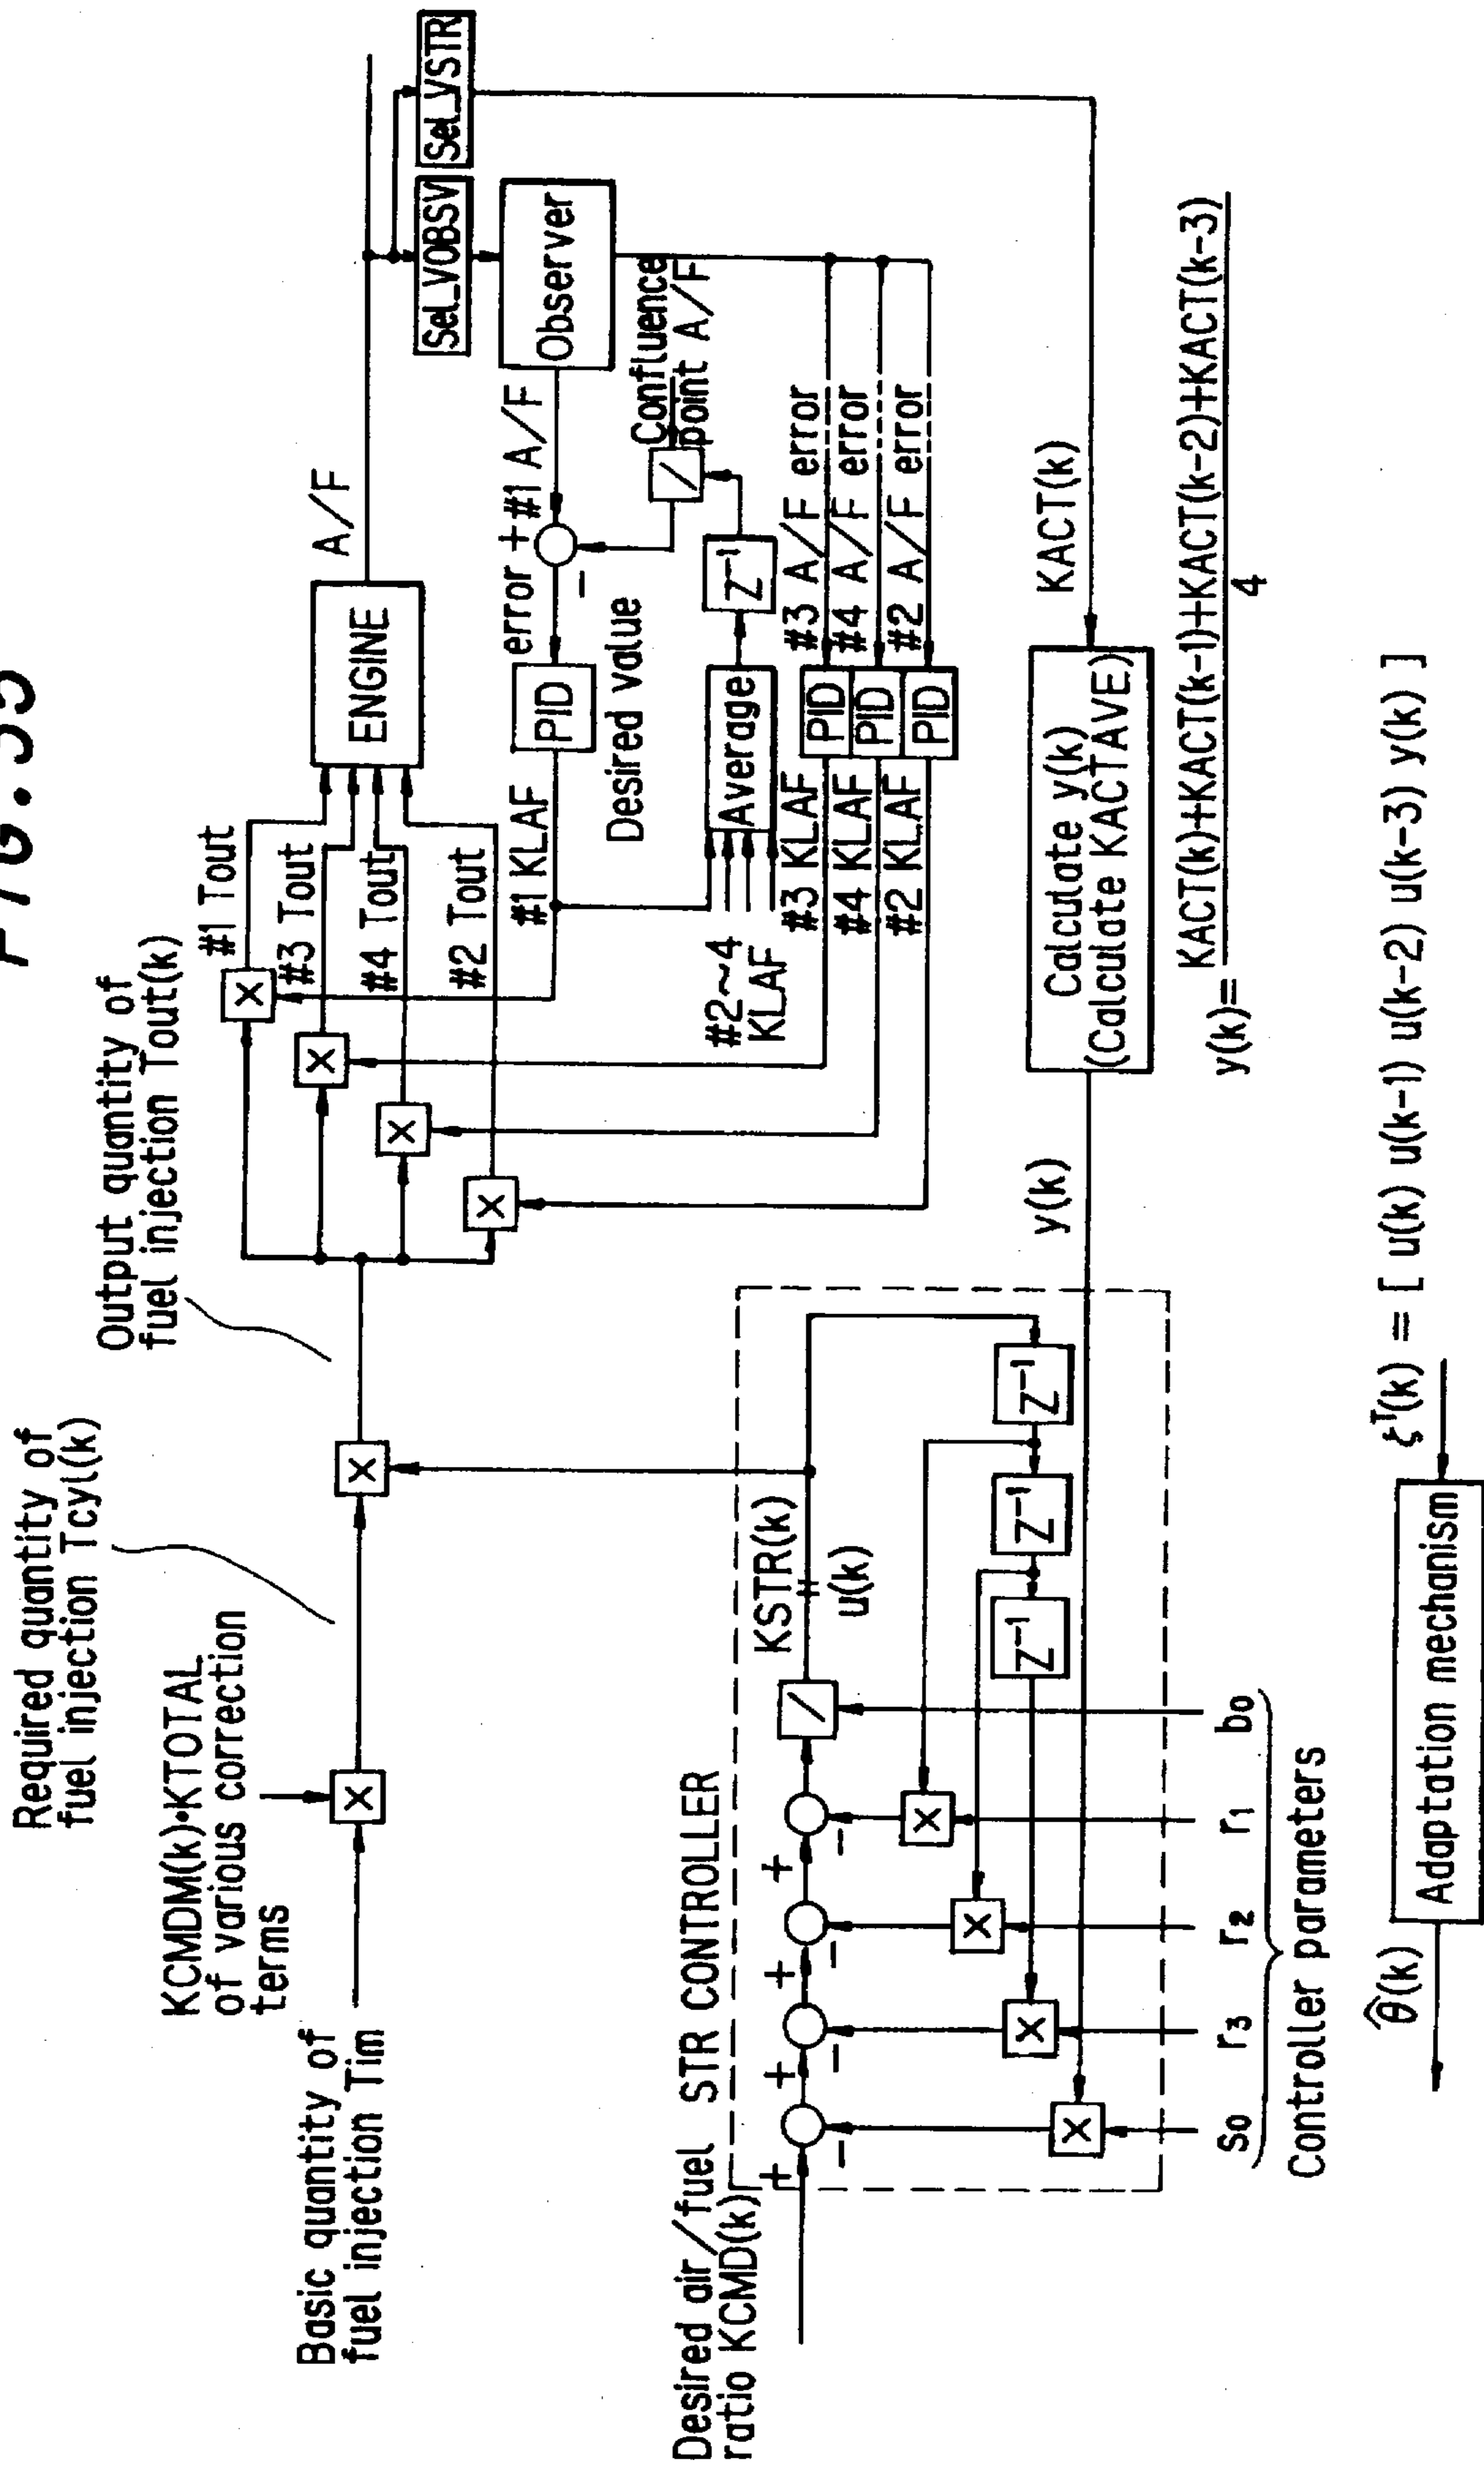 FIG. 35
Required quantity of
fuel injection Tcyl(k)
Output quantity of
fuel injection Tout(k)
KCMDM(k)•KTOTAL
of various correction
terms
Basic quantity of
fuel injection Tim
×
×
×
×
×
×
#1 Tout
#3 Tout
#4 Tout
#2 Tout
ENGINE
A/F
Sel_VOBSV
Sel_VSTR
Observer
#1 A/F
+
−
error
PID
#1 KLAF
Desired value
Confluence
point A/F
/
Z⁻¹
Average
#2~4
KLAF
#3 KLAF
#4 KLAF
#2 KLAF
PID
PID
PID
#3 A/F error
#4 A/F error
#2 A/F error
Desired air/fuel
ratio KCMD(k)
STR CONTROLLER
+
−
+
−
+
−
+
−
/
KSTR(k)
=
u(k)
Z⁻¹
Z⁻¹
Z⁻¹
×
×
×
×
s₀
r₃
r₂
r₁
b₀
Controller parameters
y(k)
Calculate y(k)
(Calculate KACTAVE)
KACT(k)
y(k)= KACT(k)+KACT(k-1)+KACT(k-2)+KACT(k-3)
4
θ̂(k)
Adaptation mechanism
ζᵀ(k) = [ u(k) u(k-1) u(k-2) u(k-3) y(k) ]